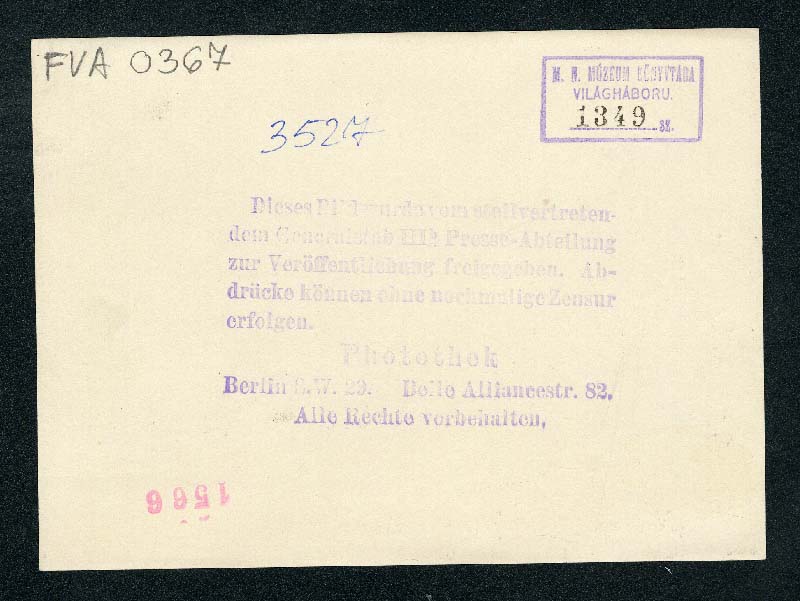 FVA 0367
M. N. MÚZEUM KÖNYVTÁRA
VILÁGHÁBORU.
1349 sz.
3527
Dieses Bild wurde vom stellvertreten-
dem Generalstab IIIb Presse-Abteilung
zur Veröffentlichung freigegeben. Ab-
drücke können ohne nochmalige Zensur
erfolgen.
Photothek
Berlin S.W. 29. Belle Alliancestr. 82.
Alle Rechte vorbehalten.
1566